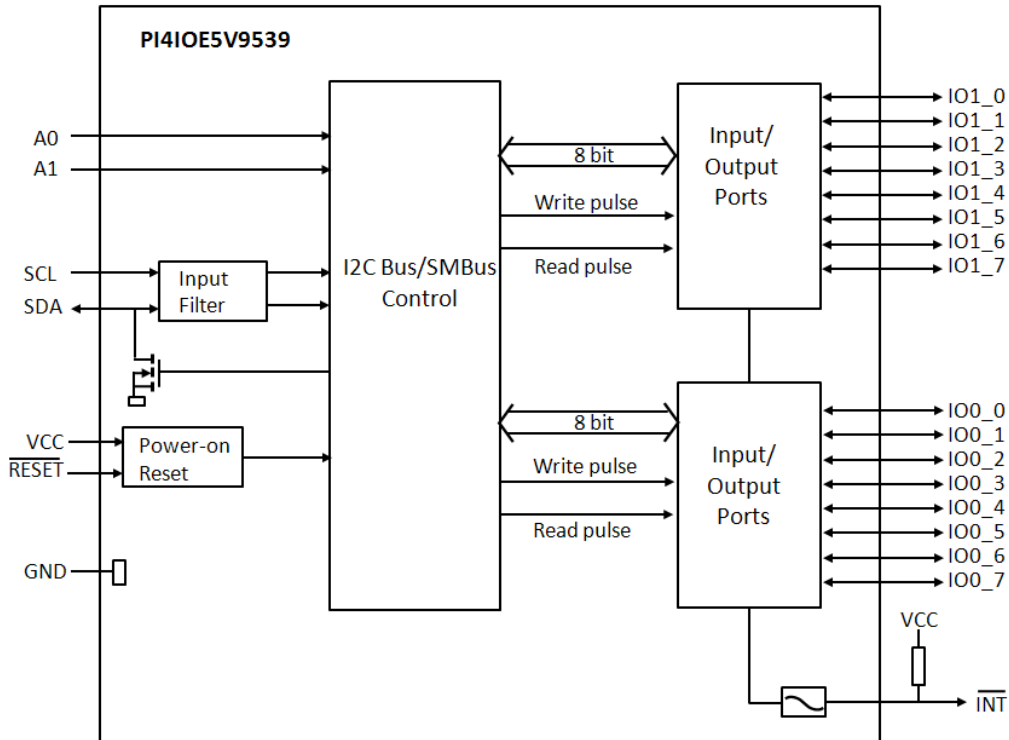 PI4IOE5V9539
A0
A1
SCL
SDA
VCC
RESET
GND
Input
Filter
Power-on
Reset
I2C Bus/SMBus
Control
8 bit
Write pulse
Read pulse
8 bit
Write pulse
Read pulse
Input/
Output
Ports
Input/
Output
Ports
IO1_0
IO1_1
IO1_2
IO1_3
IO1_4
IO1_5
IO1_6
IO1_7
IO0_0
IO0_1
IO0_2
IO0_3
IO0_4
IO0_5
IO0_6
IO0_7
VCC
INT